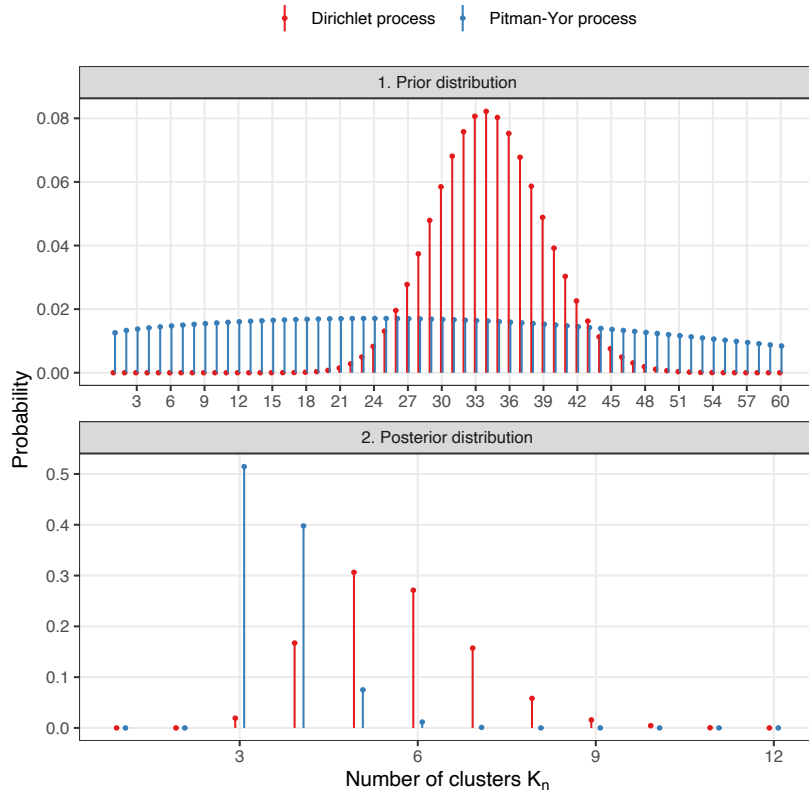 Dirichlet process Pitman-Yor process
1. Prior distribution
0.08
0.06
0.04
0.02
0.00
3 6 9 12 15 18 21 24 27 30 33 36 39 42 45 48 51 54 57 60
Probability
2. Posterior distribution
0.5
0.4
0.3
0.2
0.1
0.0
3 6 9 12
Number of clusters Kn